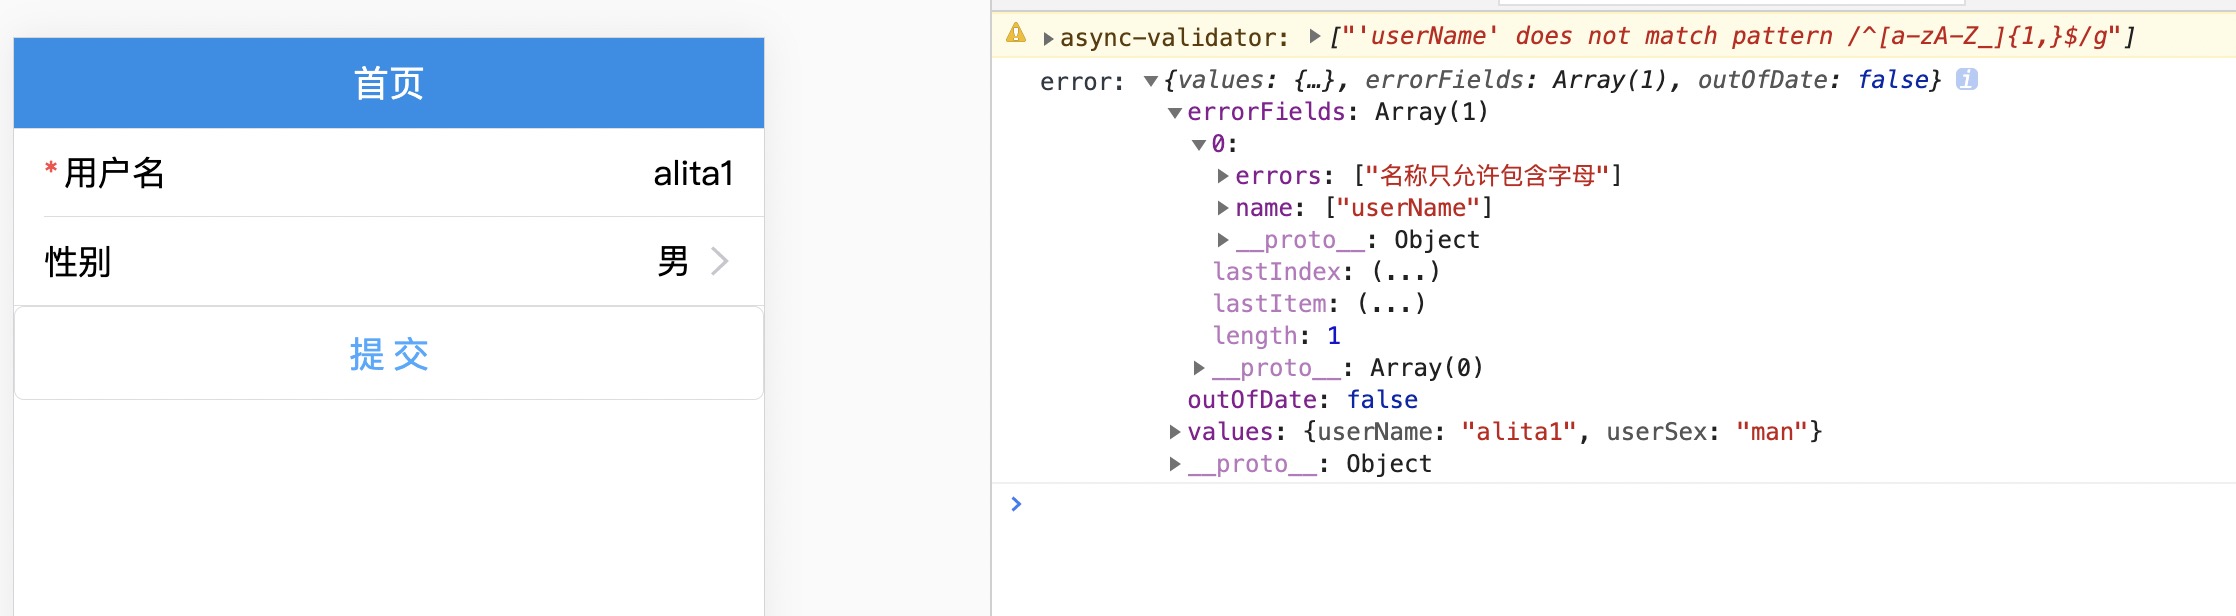 首页
* 用户名 alita1
性别 男
提 交
async-validator: ["'userName' does not match pattern /^[a-zA-Z_]{1,}$/g"]
error: {values: {…}, errorFields: Array(1), outOfDate: false} i
errorFields: Array(1)
0:
errors: ["名称只允许包含字母"]
name: ["userName"]
__proto__: Object
lastIndex: (...)
lastItem: (...)
length: 1
__proto__: Array(0)
outOfDate: false
values: {userName: "alita1", userSex: "man"}
__proto__: Object